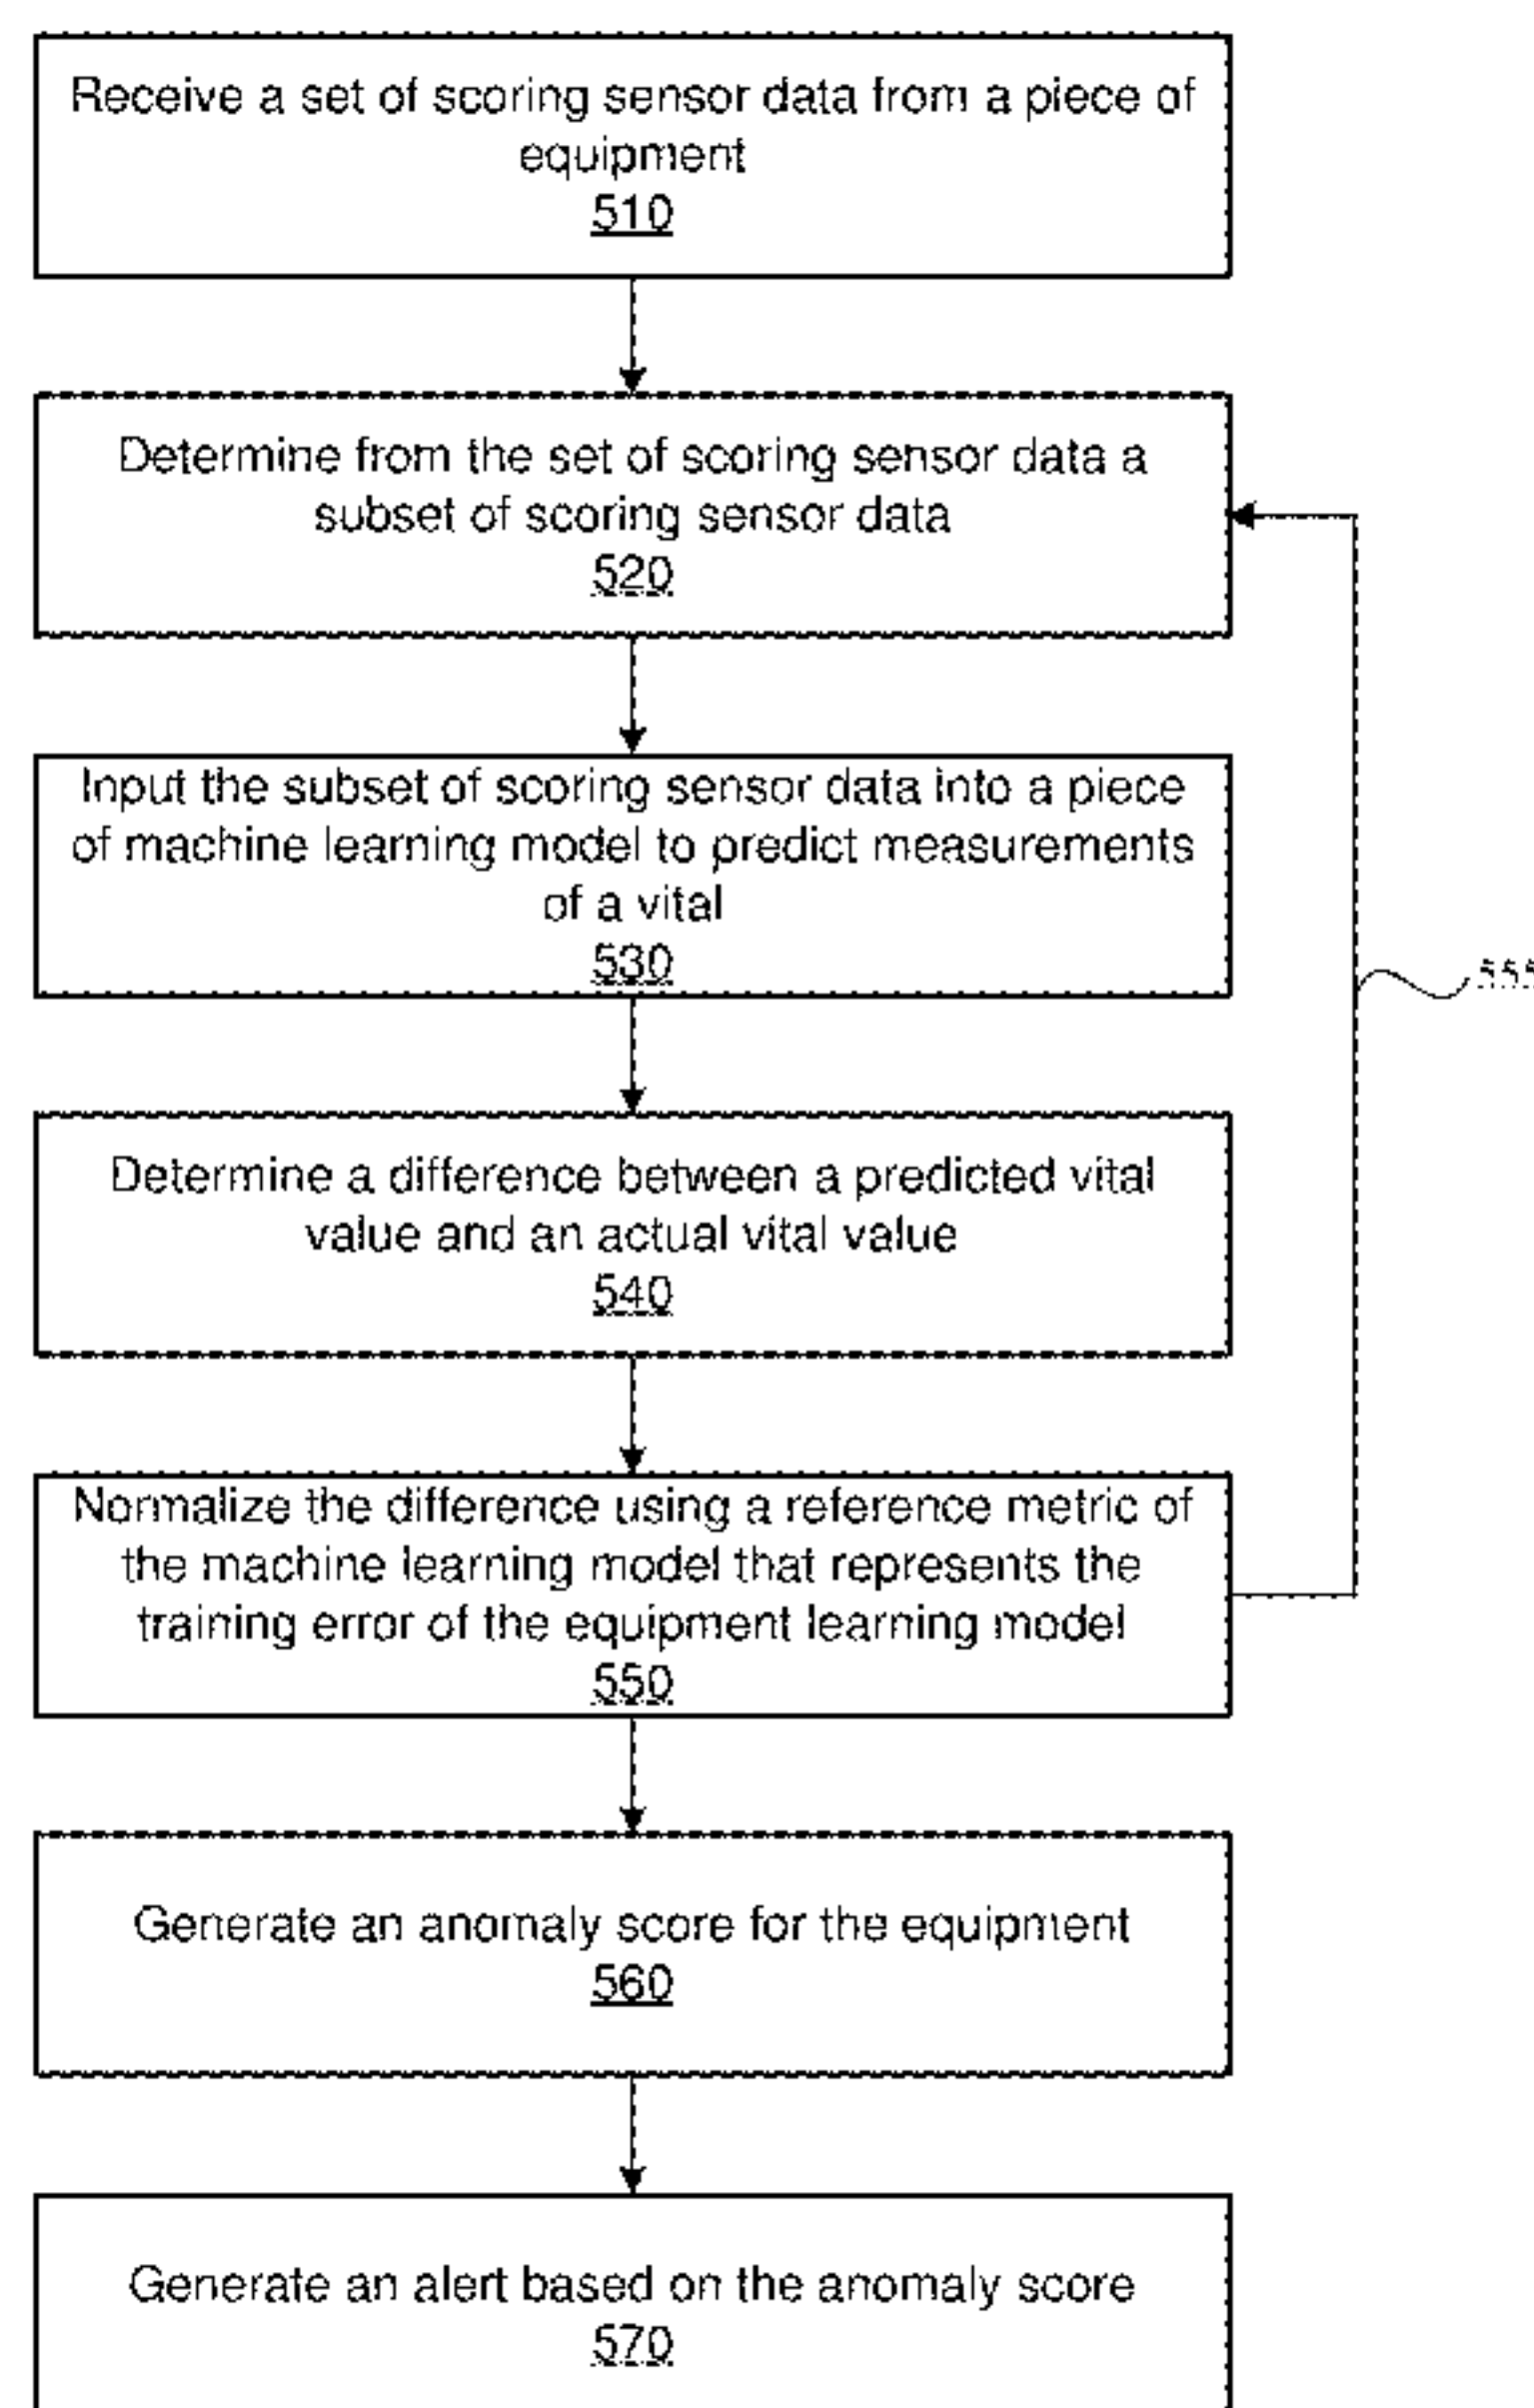 Receive a set of scoring sensor data from a piece of
equipment
510
Determine from the set of scoring sensor data a
subset of scoring sensor data
520
Input the subset of scoring sensor data into a piece
of machine learning model to predict measurements
of a vital
530
555
Determine a difference between a predicted vital
value and an actual vital value
540
Normalize the difference using a reference metric of
the machine learning model that represents the
training error of the equipment learning model
550
Generate an anomaly score for the equipment
560
Generate an alert based on the anomaly score
570